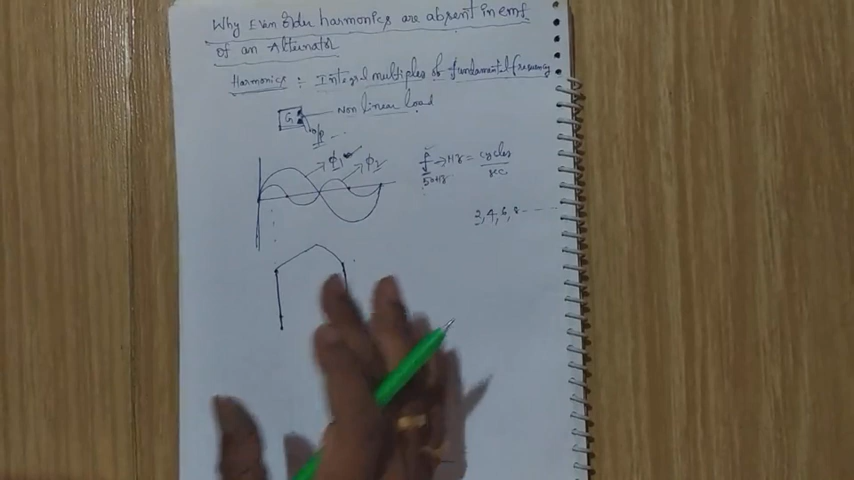 Why Even Order harmonics are absent in emf
of an Alternator
Harmonics : Integral multiples of fundamental frequency
G Non linear load
o/p
ϕ1 ϕ2
f → Hz = cycles
sec
50Hz
2, 4, 6, 8 - - - -